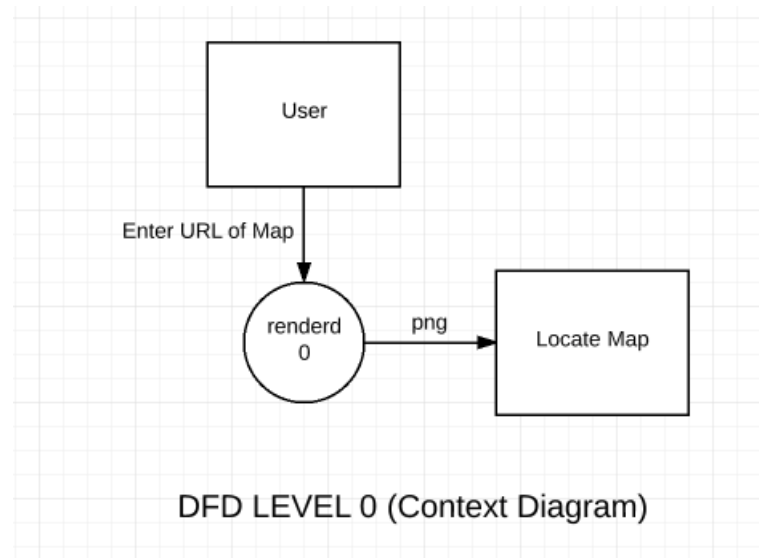 User
Enter URL of Map
renderd
0
png
Locate Map
DFD LEVEL 0 (Context Diagram)